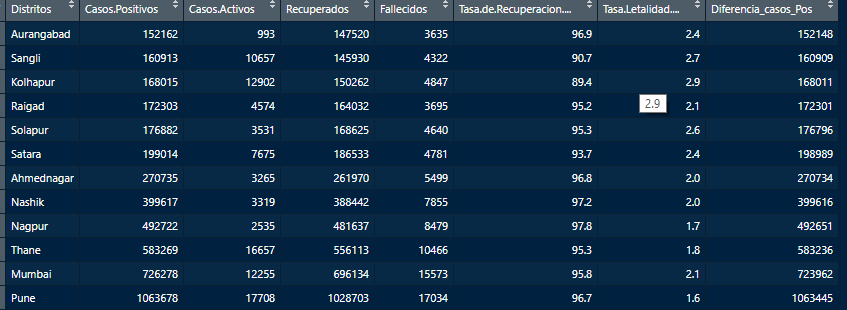 Distritos Casos.Positivos Casos.Activos Recuperados Fallecidos Tasa.de.Recuperacion.... Tasa.Letalidad.... Diferencia_casos_Pos
Aurangabad 152162 993 147520 3635 96.9 2.4 152148
Sangli 160913 10657 145930 4322 90.7 2.7 160909
Kolhapur 168015 12902 150262 4847 89.4 2.9 168011
Raigad 172303 4574 164032 3695 95.2 2.9 2.1 172301
Solapur 176882 3531 168625 4640 95.3 2.6 176796
Satara 199014 7675 186533 4781 93.7 2.4 198989
Ahmednagar 270735 3265 261970 5499 96.8 2.0 270734
Nashik 399617 3319 388442 7855 97.2 2.0 399616
Nagpur 492722 2535 481637 8479 97.8 1.7 492651
Thane 583269 16657 556113 10466 95.3 1.8 583236
Mumbai 726278 12255 696134 15573 95.8 2.1 723962
Pune 1063678 17708 1028703 17034 96.7 1.6 1063445